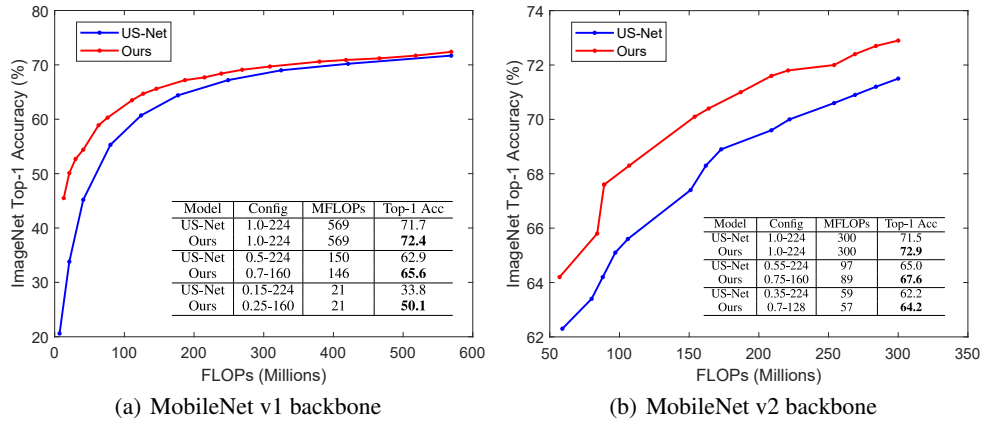 80
70
60
50
40
30
20
0
100
200
300
400
500
600
ImageNet Top-1 Accuracy (%)
FLOPs (Millions)
US-Net
Ours
Model Config MFLOPs Top-1 Acc
US-Net 1.0-224 569 71.7
Ours 1.0-224 569 72.4
US-Net 0.5-224 150 62.9
Ours 0.7-160 146 65.6
US-Net 0.15-224 21 33.8
Ours 0.25-160 21 50.1
(a) MobileNet v1 backbone
74
72
70
68
66
64
62
50
100
150
200
250
300
350
ImageNet Top-1 Accuracy (%)
FLOPs (Millions)
US-Net
Ours
Model Config MFLOPs Top-1 Acc
US-Net 1.0-224 300 71.5
Ours 1.0-224 300 72.9
US-Net 0.55-224 97 65.0
Ours 0.75-160 89 67.6
US-Net 0.35-224 59 62.2
Ours 0.7-128 57 64.2
(b) MobileNet v2 backbone